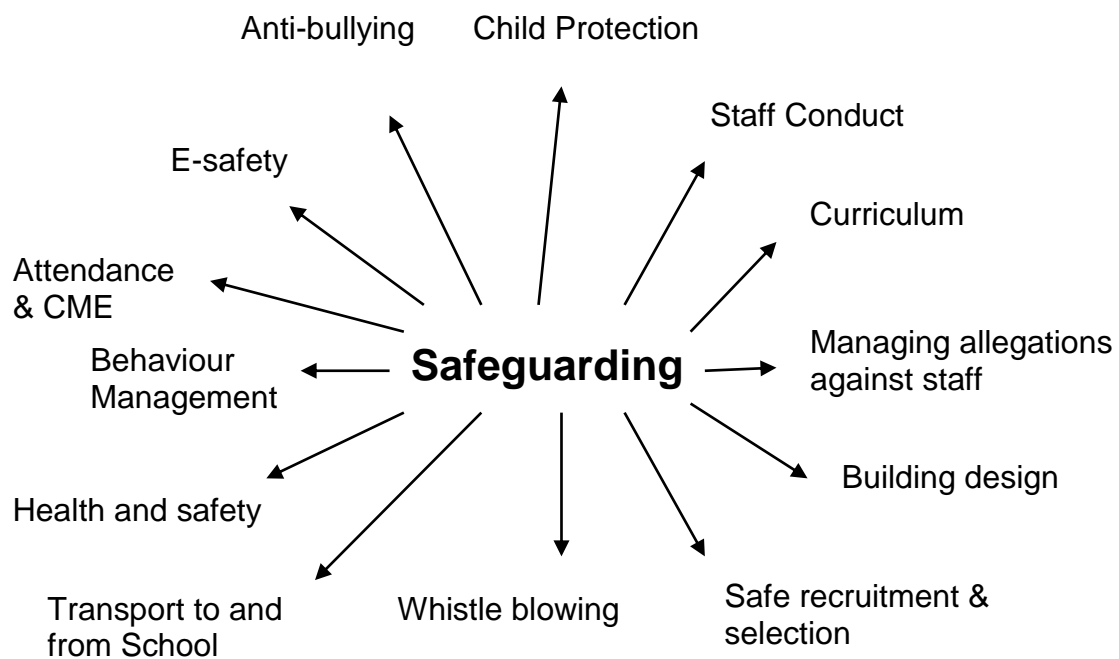 Anti-bullying
Child Protection
Staff Conduct
E-safety
Curriculum
Attendance
& CME
Managing allegations
against staff
Behaviour
Management
Safeguarding
Building design
Health and safety
Transport to and
from School
Whistle blowing
Safe recruitment &
selection